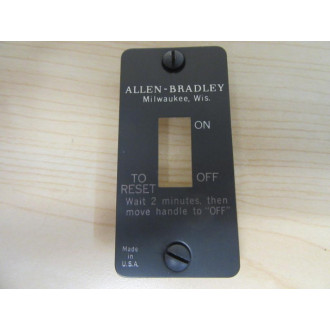 ALLEN-BRADLEY
Milwaukee, Wis.
ON
TO RESET OFF
Wait 2 minutes, then
move handle to "OFF"
Made
in
U.S.A.